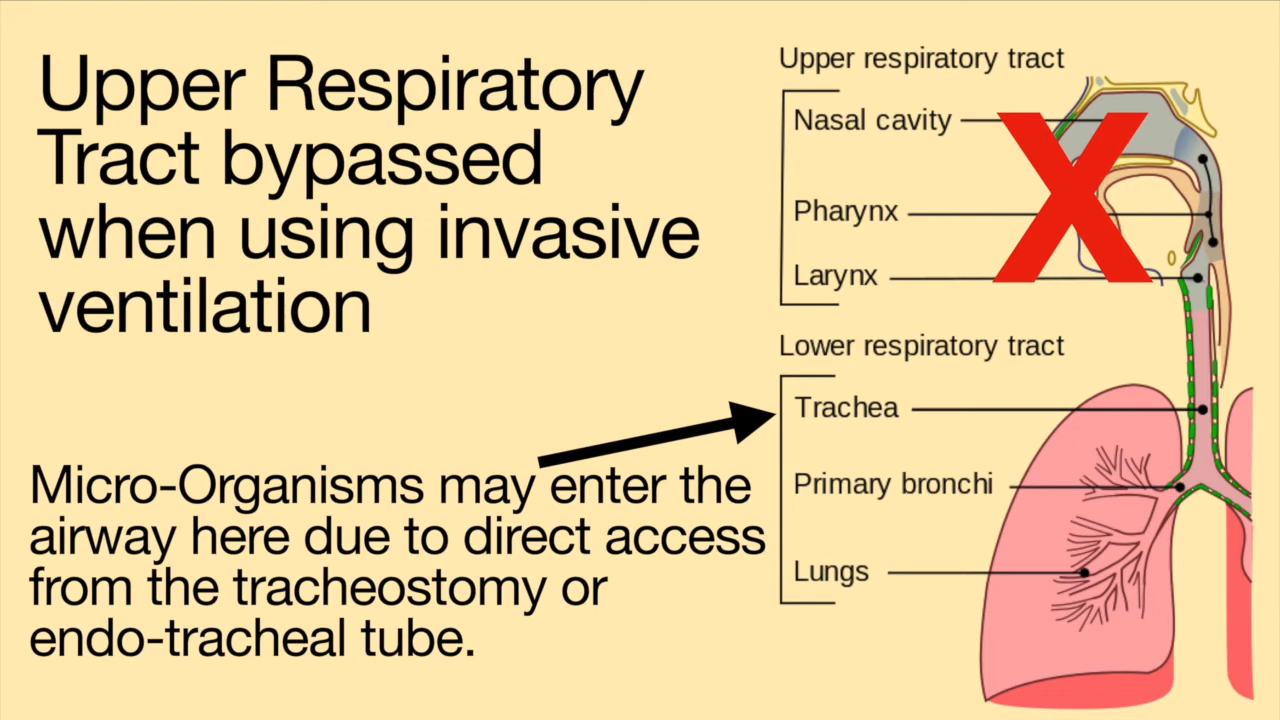 Upper Respiratory
Tract bypassed
when using invasive
ventilation
Micro-Organisms may enter the
airway here due to direct access
from the tracheostomy or
endo-tracheal tube.
Upper respiratory tract
Nasal cavity
Pharynx
Larynx
Lower respiratory tract
Trachea
Primary bronchi
Lungs
X